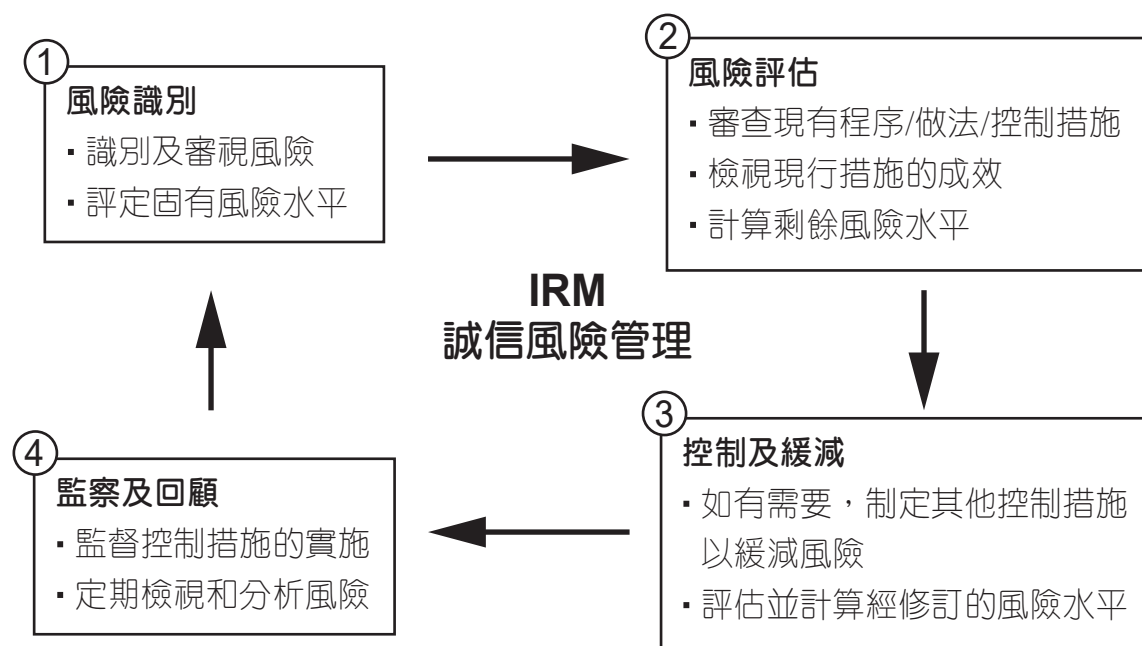 ①
風險識別
▪ 識別及審視風險
▪ 評定固有風險水平
②
風險評估
▪ 審查現有程序/做法/控制措施
▪ 檢視現行措施的成效
▪ 計算剩餘風險水平
IRM
誠信風險管理
③
控制及緩減
▪ 如有需要，制定其他控制措施
以緩減風險
▪ 評估並計算經修訂的風險水平
④
監察及回顧
▪ 監督控制措施的實施
▪ 定期檢視和分析風險